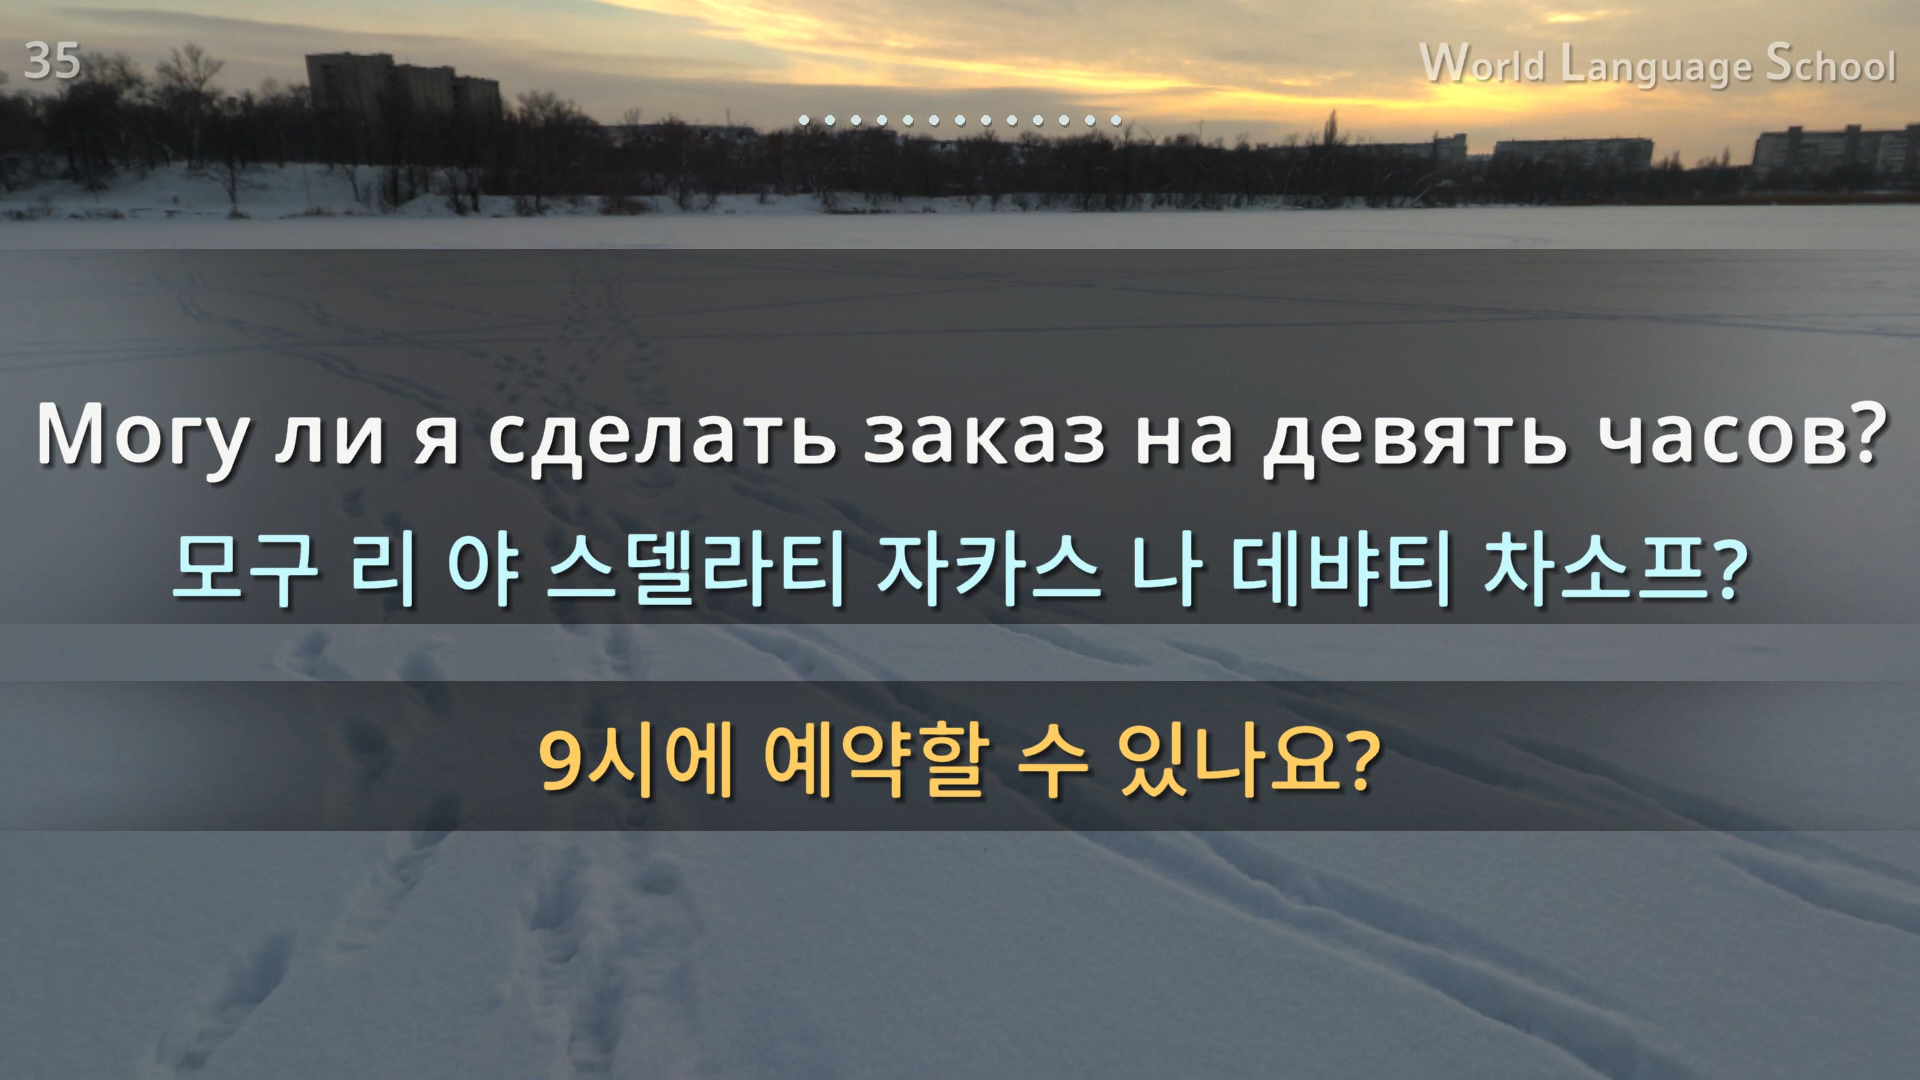 35
World Language School
Могу ли я сделать заказ на девять часов?
모구 리 야 스델라티 자카스 나 데뱌티 차소프?
9시에 예약할 수 있나요?